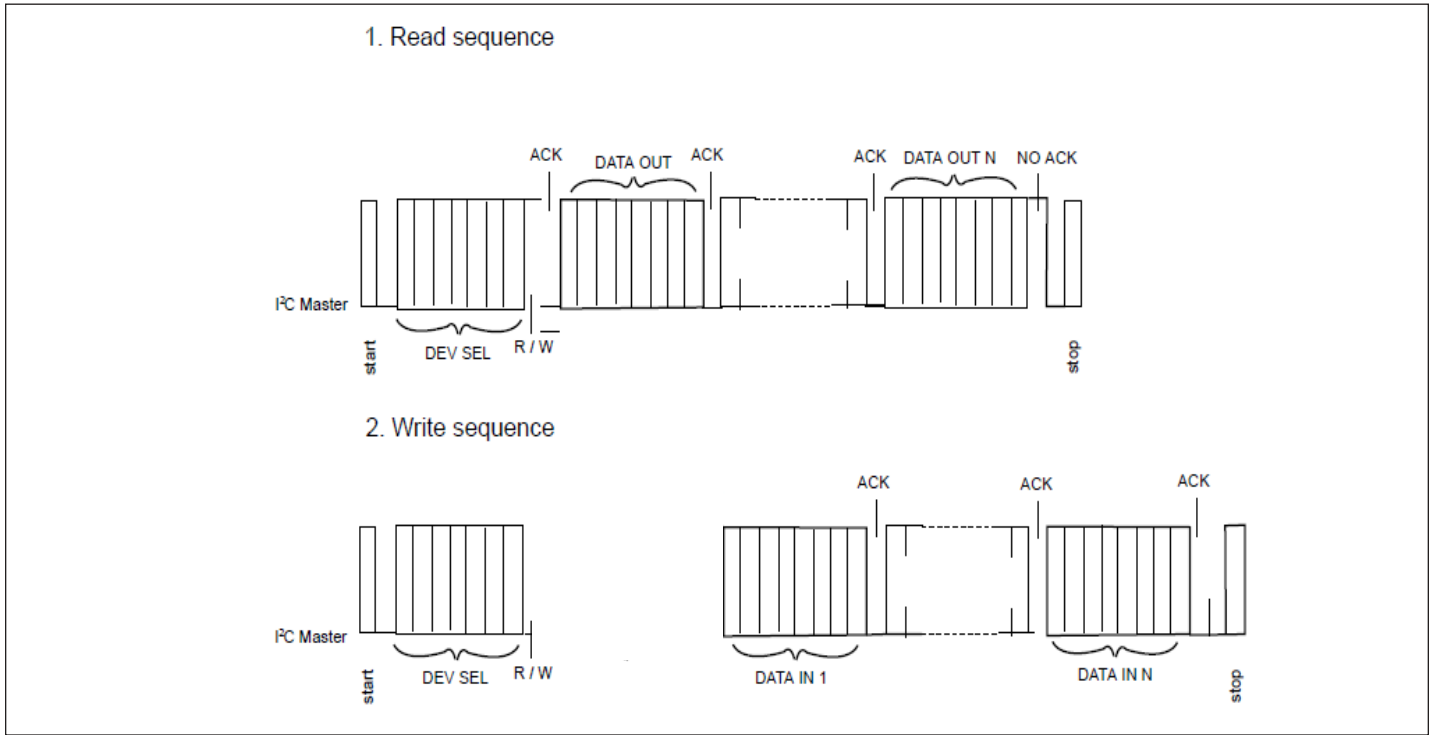 1. Read sequence
ACK DATA OUT ACK ACK DATA OUT N NO ACK
I²C Master
start DEV SEL R / W stop
2. Write sequence
ACK ACK ACK
I²C Master
start DEV SEL R / W DATA IN 1 DATA IN N stop